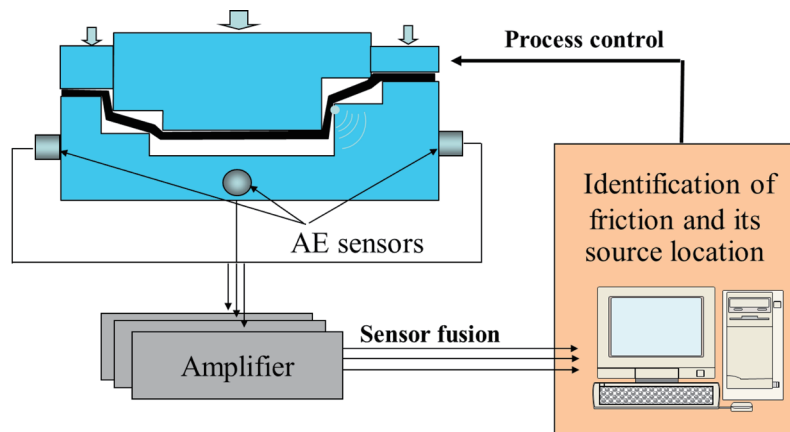 Process control
Identification of
friction and its
source location
AE sensors
Sensor fusion
Amplifier